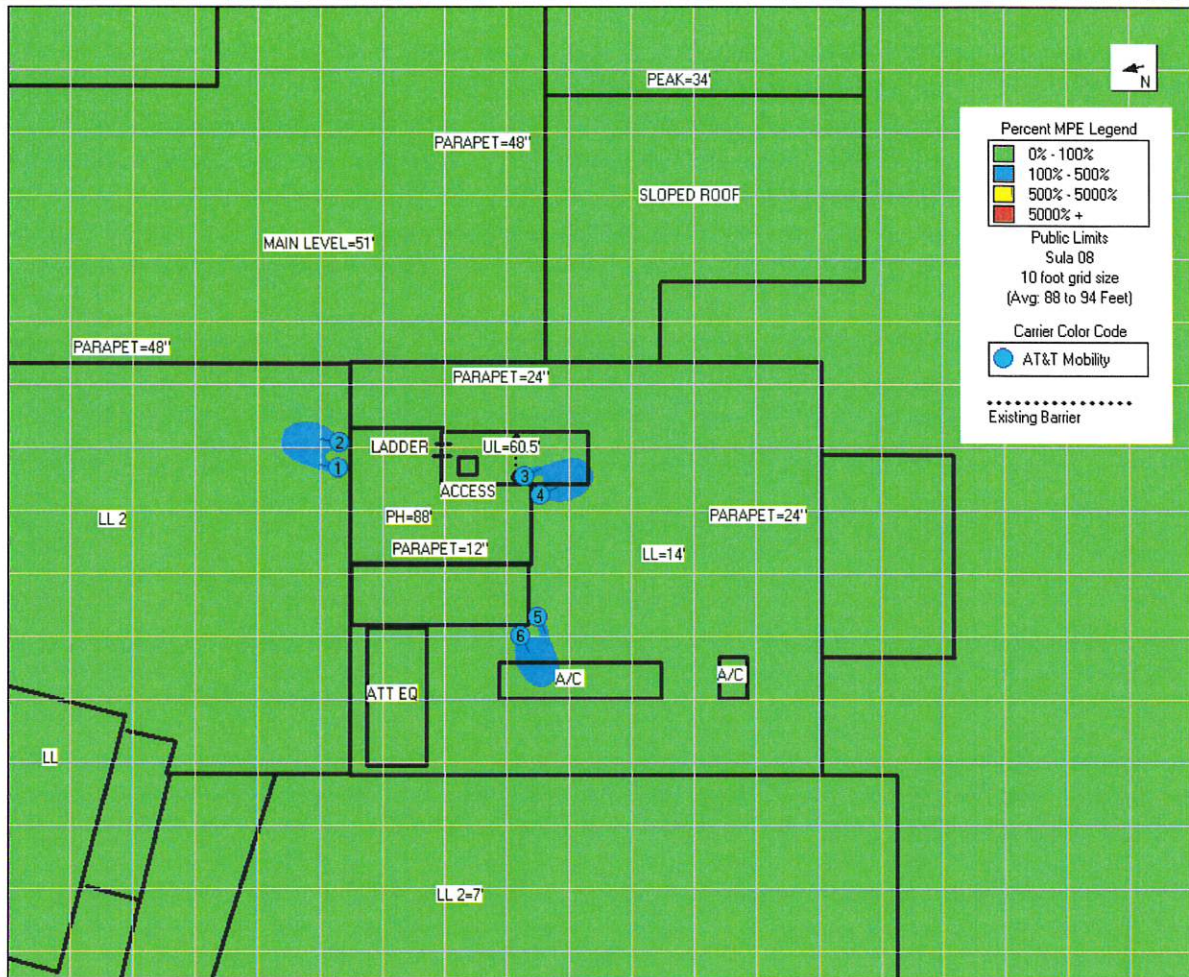 PEAK=34'
N
PARAPET=48"
SLOPED ROOF
MAIN LEVEL=51'
PARAPET=48"
PARAPET=24"
2
1
LADDER
UL=60.5'
3
4
ACCESS
LL 2
PH=88'
PARAPET=24"
PARAPET=12"
LL=14'
5
6
A/C
A/C
ATT EQ
LL
LL 2=7'
Percent MPE Legend
0% - 100%
100% - 500%
500% - 5000%
5000% +
Public Limits
Sula 08
10 foot grid size
(Avg: 88 to 94 Feet)
Carrier Color Code
AT&T Mobility
Existing Barrier